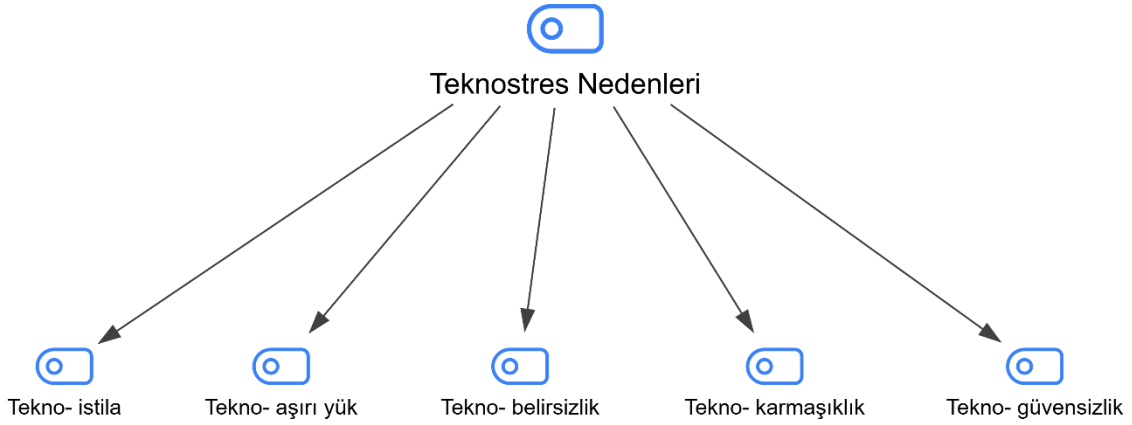 Teknostres Nedenleri
Tekno- istila
Tekno- aşırı yük
Tekno- belirsizlik
Tekno- karmaşıklık
Tekno- güvensizlik